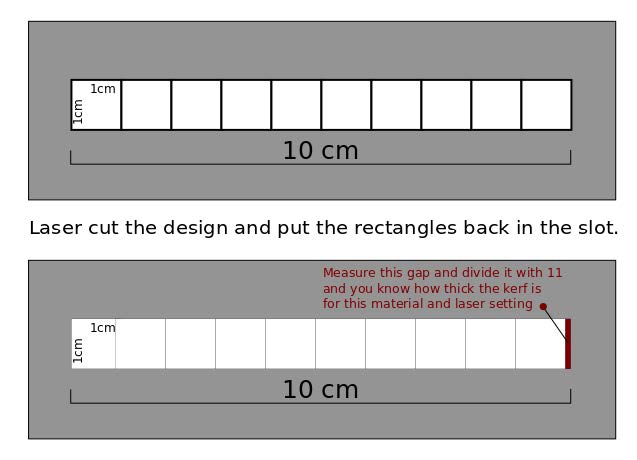 1cm
1cm
10 cm
Laser cut the design and put the rectangles back in the slot.
Measure this gap and divide it with 11
and you know how thick the kerf is
for this material and laser setting
1cm
1cm
10 cm